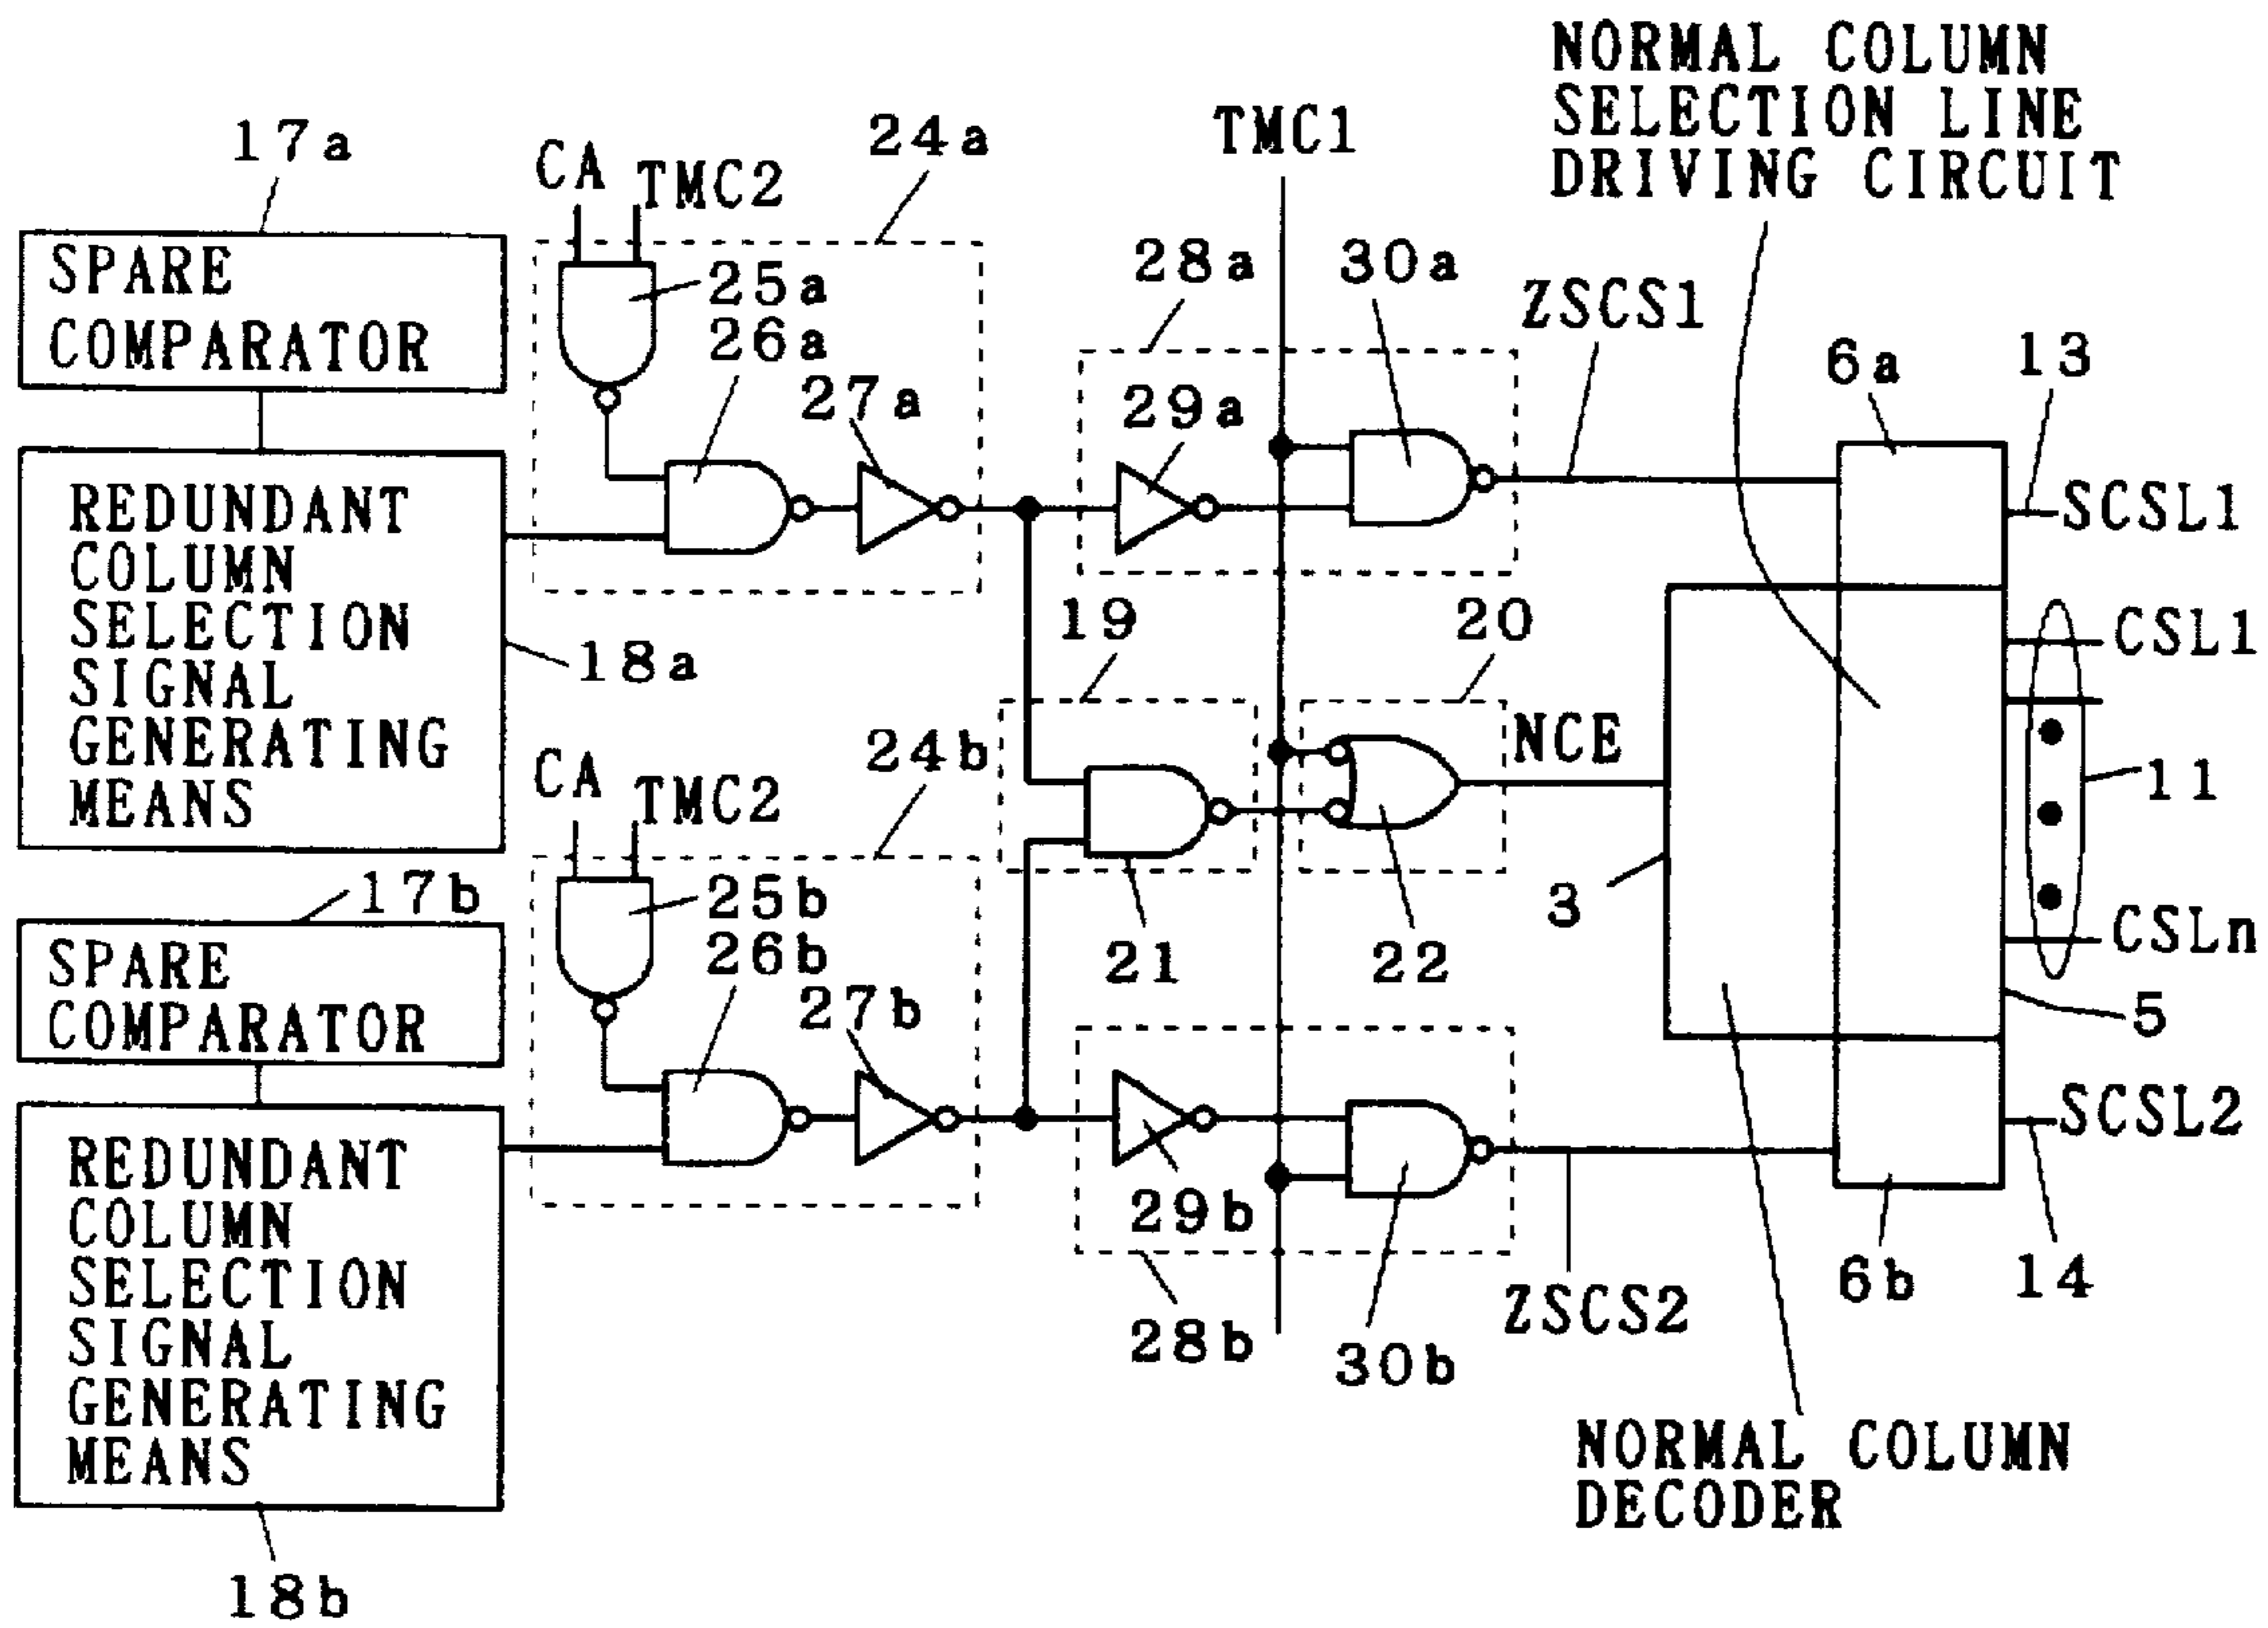 NORMAL COLUMN
SELECTION LINE
DRIVING CIRCUIT
17a
CA
TMC2
24a
TMC1
SPARE
COMPARATOR
25a
26a
27a
28a
30a
29a
ZSCS1
6a
13
SCSL1
REDUNDANT
COLUMN
SELECTION
SIGNAL
GENERATING
MEANS
18a
19
20
CSL1
NCE
11
24b
CA
TMC2
17b
25b
26b
27b
21
22
3
CSLn
5
SPARE
COMPARATOR
SCSL2
REDUNDANT
COLUMN
SELECTION
SIGNAL
GENERATING
MEANS
29b
28b
30b
ZSCS2
6b
14
NORMAL COLUMN
DECODER
18b